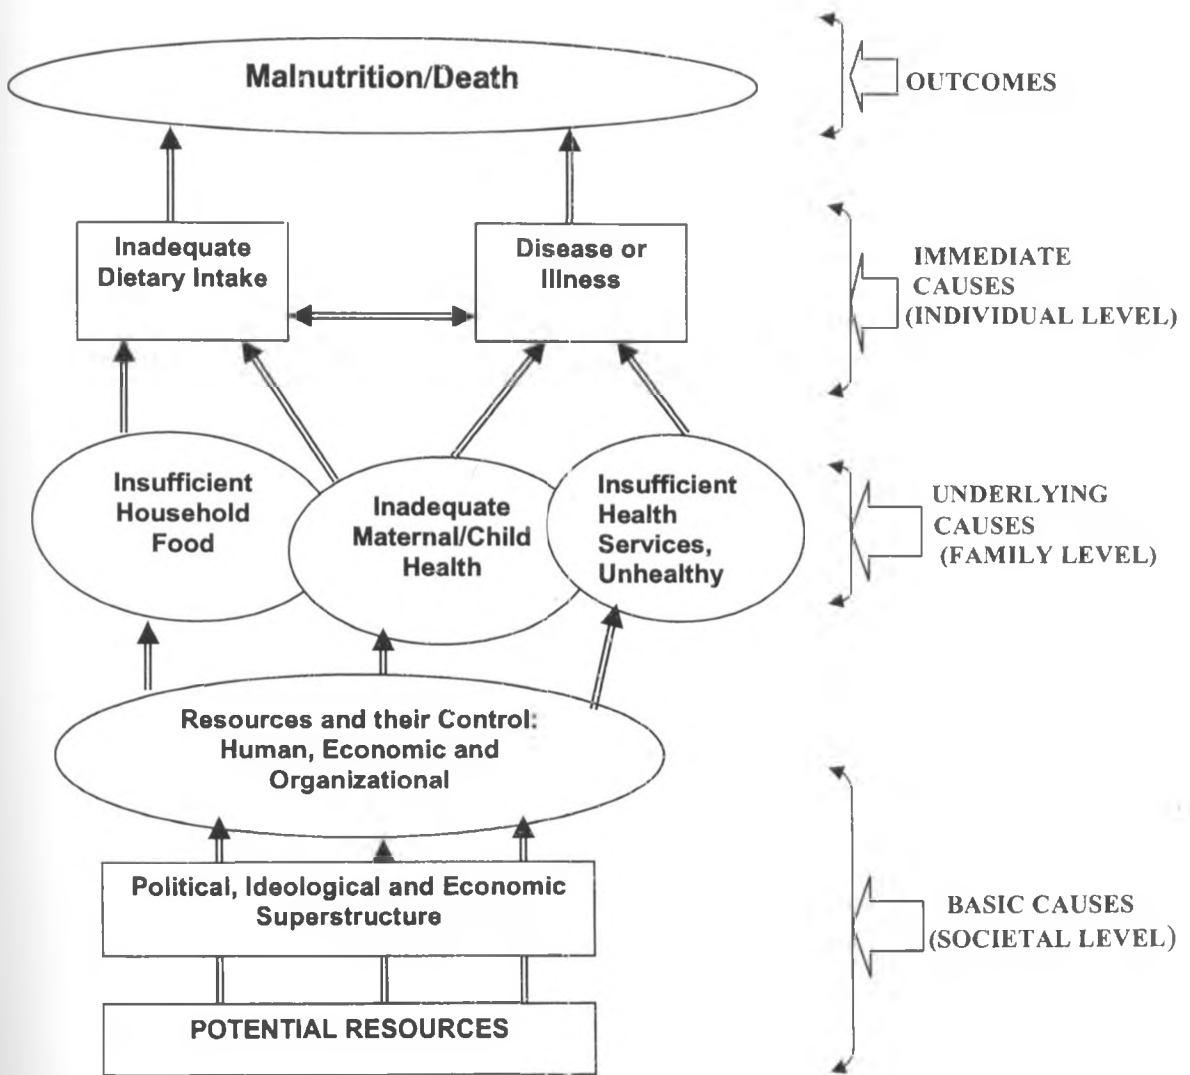 Malnutrition/Death
OUTCOMES
Inadequate
Dietary Intake
Disease or
Illness
IMMEDIATE
CAUSES
(INDIVIDUAL LEVEL)
Insufficient
Household
Food
Inadequate
Maternal/Child
Health
Insufficient
Health
Services,
Unhealthy
UNDERLYING
CAUSES
(FAMILY LEVEL)
Resources and their Control:
Human, Economic and
Organizational
Political, Ideological and Economic
Superstructure
POTENTIAL RESOURCES
BASIC CAUSES
(SOCIETAL LEVEL)